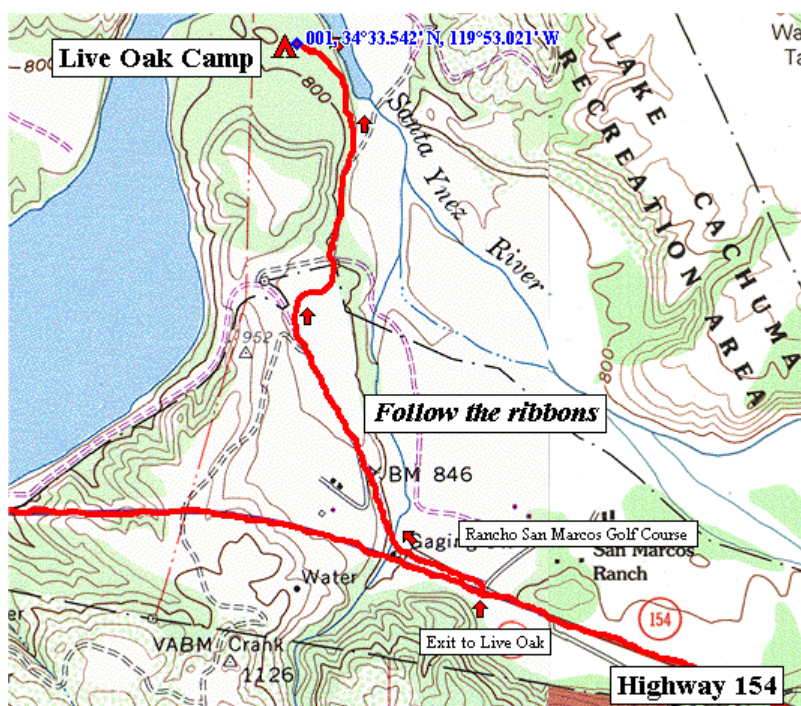 001, 34°33.542' N, 119°53.021' W
Live Oak Camp
800
800
Santa Ynez River
LAKE CACHUMA
RECREATION AREA
952
800
Follow the ribbons
BM 846
Rancho San Marcos Golf Course
Gaging
San Marcos
Ranch
Water
154
Exit to Live Oak
VABM Crank
1126
Highway 154